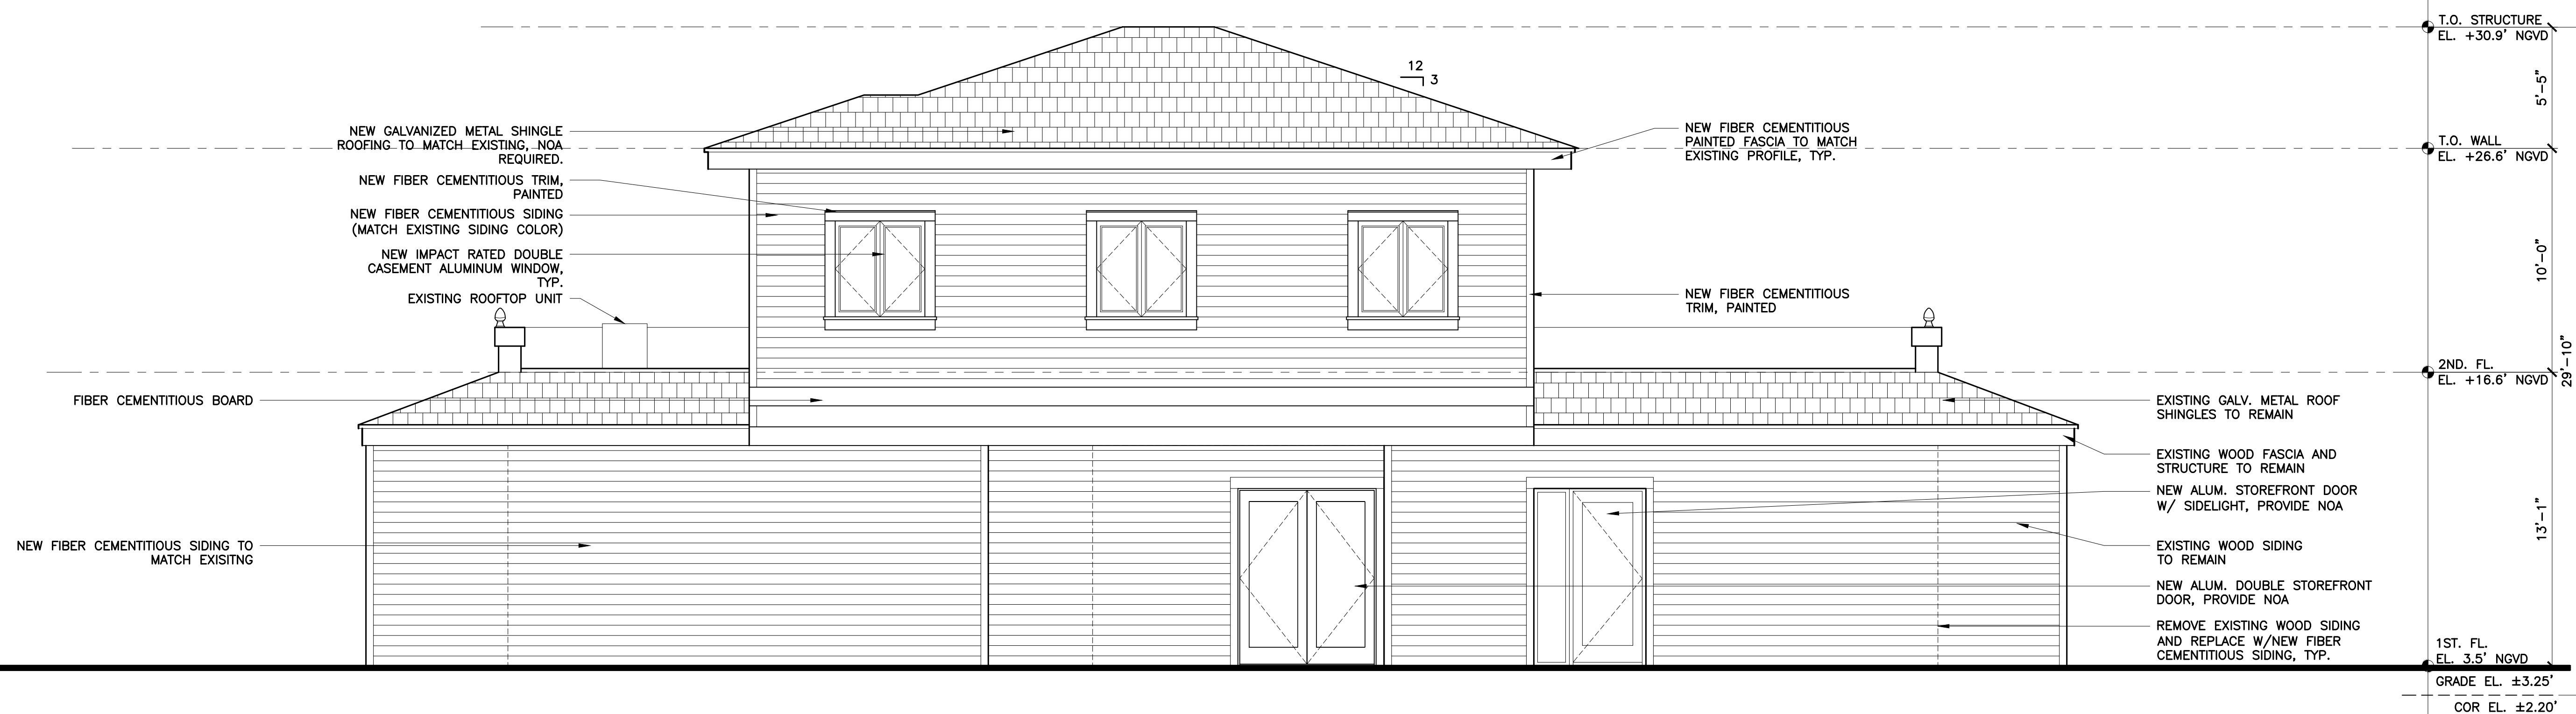 NEW GALVANIZED METAL SHINGLE
ROOFING TO MATCH EXISTING, NOA
REQUIRED.
NEW FIBER CEMENTITIOUS TRIM,
PAINTED
NEW FIBER CEMENTITIOUS SIDING
(MATCH EXISTING SIDING COLOR)
NEW IMPACT RATED DOUBLE
CASEMENT ALUMINUM WINDOW,
TYP.
EXISTING ROOFTOP UNIT
FIBER CEMENTITIOUS BOARD
NEW FIBER CEMENTITIOUS SIDING TO
MATCH EXISITNG
12
3
NEW FIBER CEMENTITIOUS
PAINTED FASCIA TO MATCH
EXISTING PROFILE, TYP.
NEW FIBER CEMENTITIOUS
TRIM, PAINTED
EXISTING GALV. METAL ROOF
SHINGLES TO REMAIN
EXISTING WOOD FASCIA AND
STRUCTURE TO REMAIN
NEW ALUM. STOREFRONT DOOR
W/ SIDELIGHT, PROVIDE NOA
EXISTING WOOD SIDING
TO REMAIN
NEW ALUM. DOUBLE STOREFRONT
DOOR, PROVIDE NOA
REMOVE EXISTING WOOD SIDING
AND REPLACE W/NEW FIBER
CEMENTITIOUS SIDING, TYP.
T.O. STRUCTURE
EL. +30.9' NGVD
5'-5"
T.O. WALL
EL. +26.6' NGVD
10'-0"
2ND. FL.
EL. +16.6' NGVD
29'-10"
13'-1"
1ST. FL.
EL. 3.5' NGVD
GRADE EL. ±3.25'
COR EL. ±2.20'